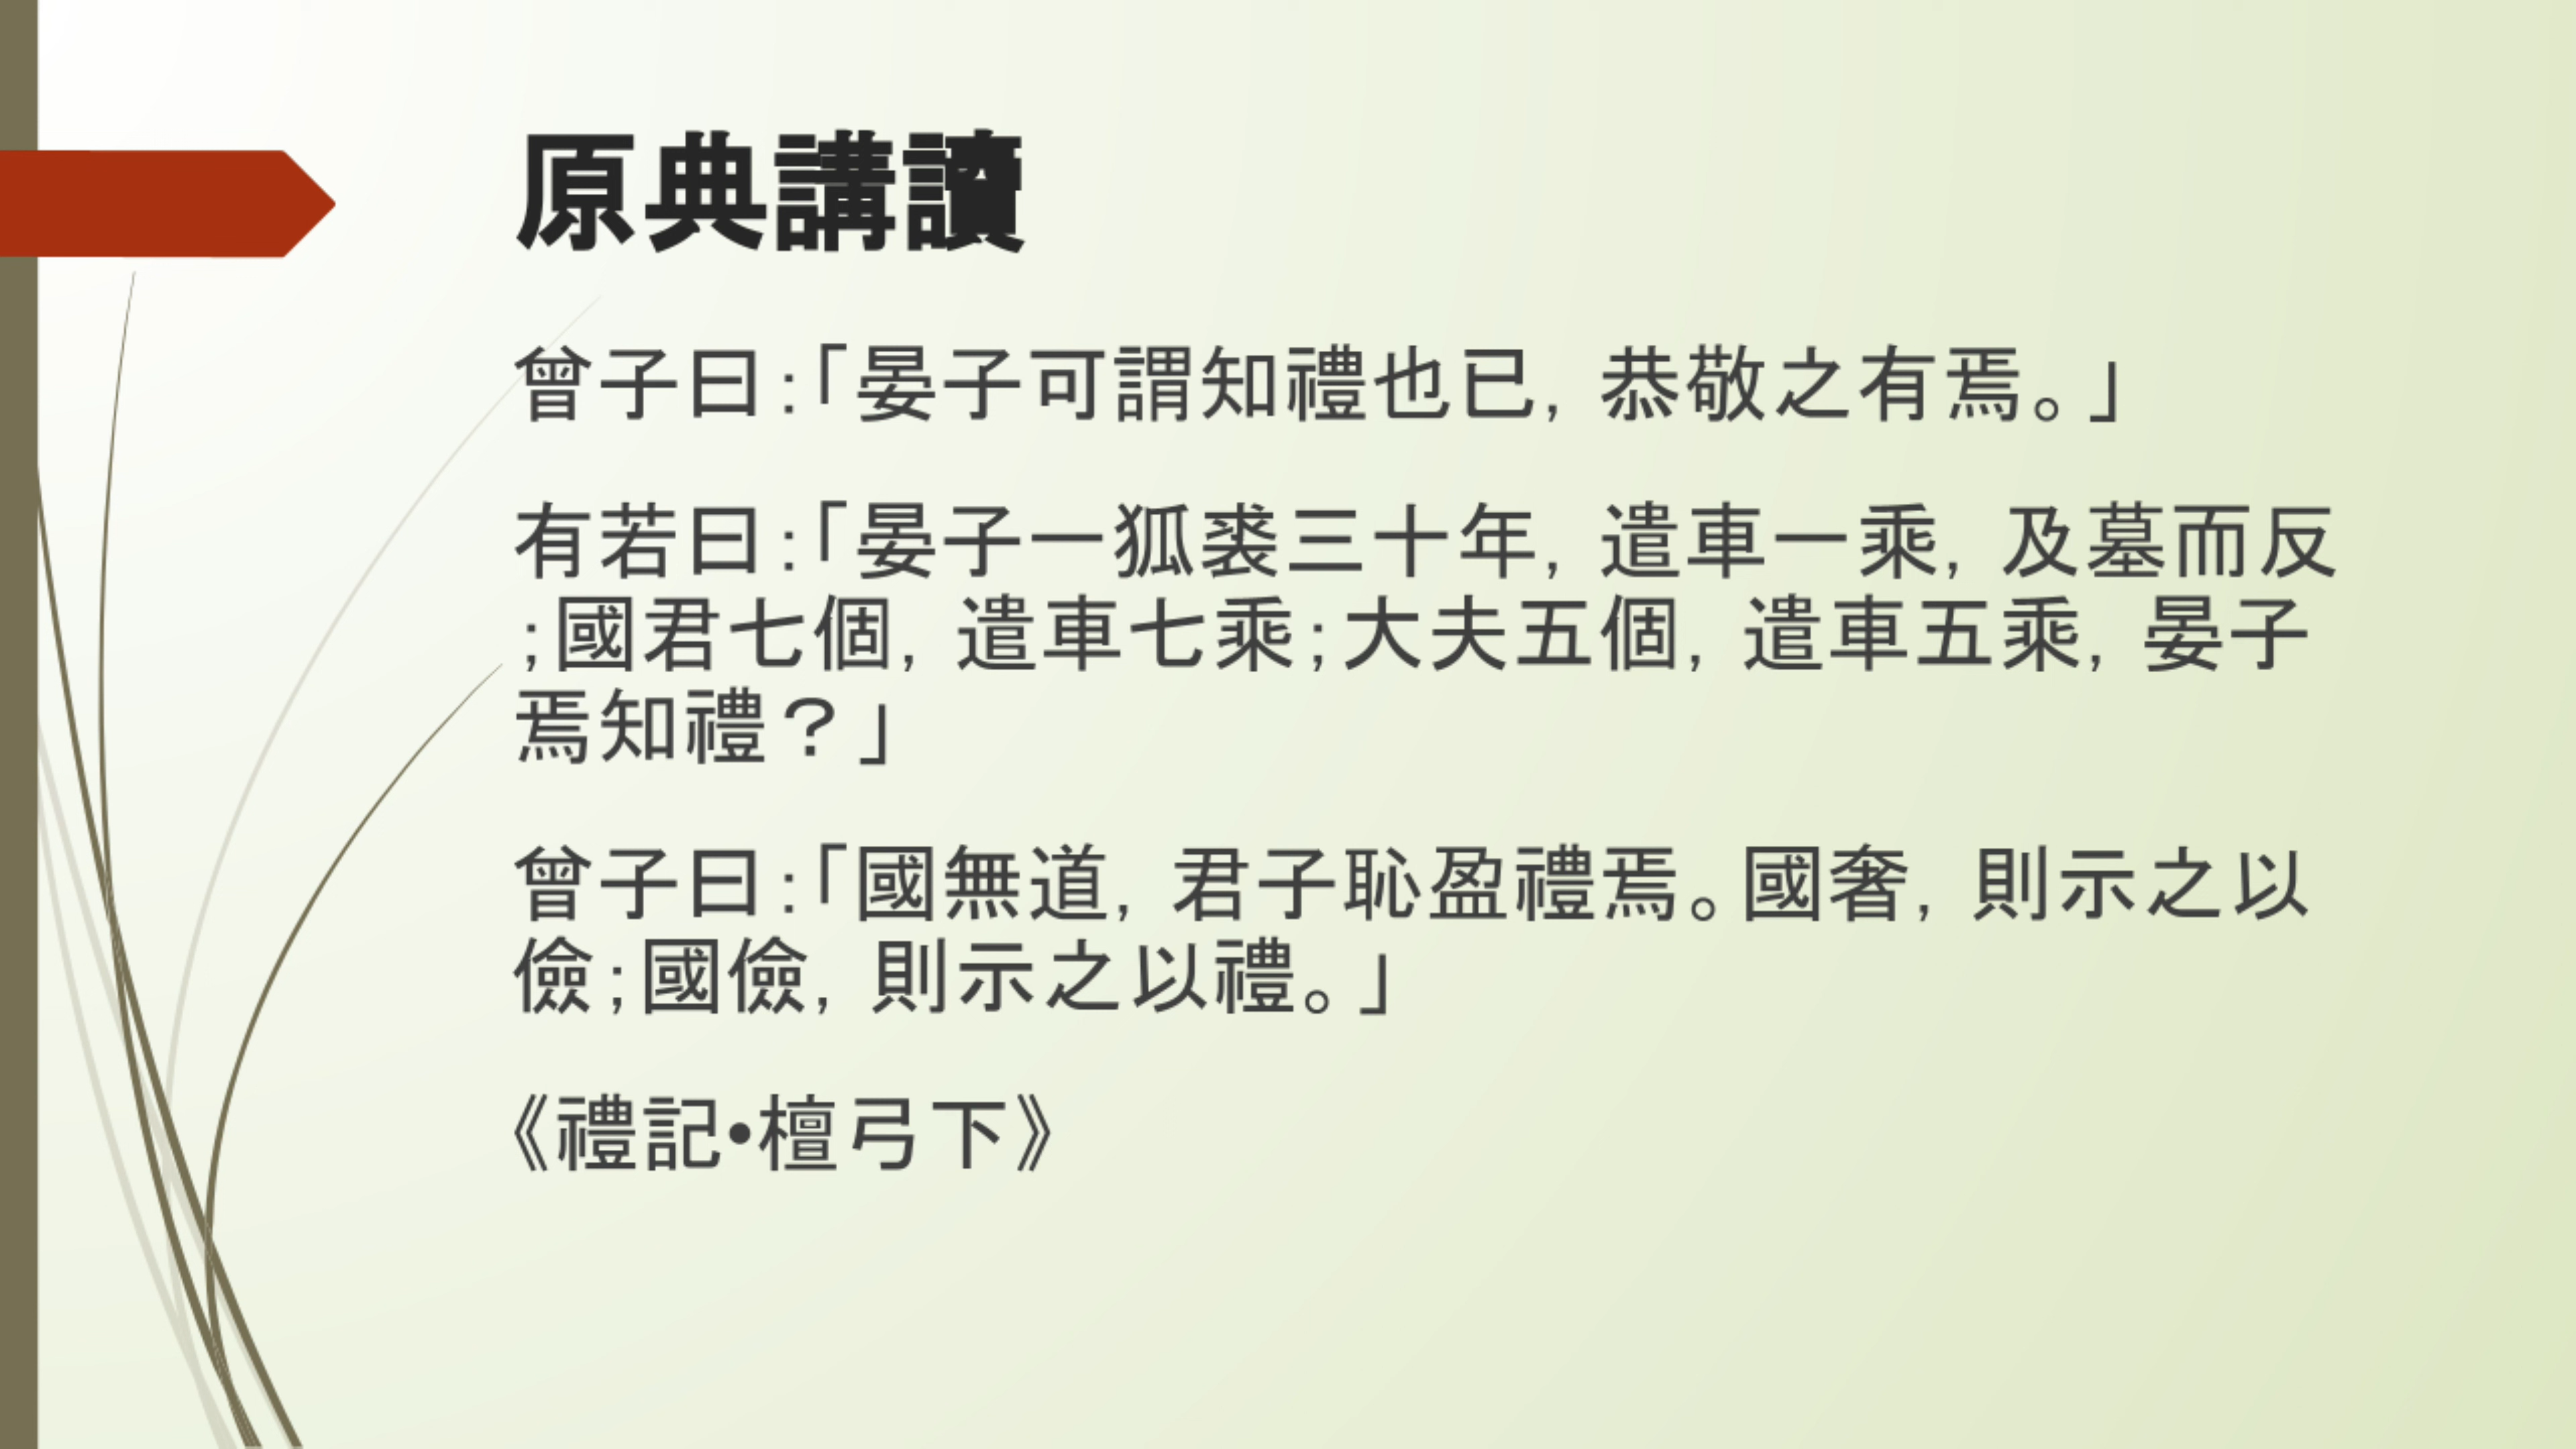 原典講讀
曾子曰:「晏子可謂知禮也已, 恭敬之有焉。」
有若曰:「晏子一狐裘三十年, 遣車一乘, 及墓而反
;國君七個, 遣車七乘;大夫五個, 遣車五乘, 晏子
焉知禮?」
曾子曰:「國無道, 君子恥盈禮焉。國奢, 則示之以
儉;國儉, 則示之以禮。」
《禮記•檀弓下》